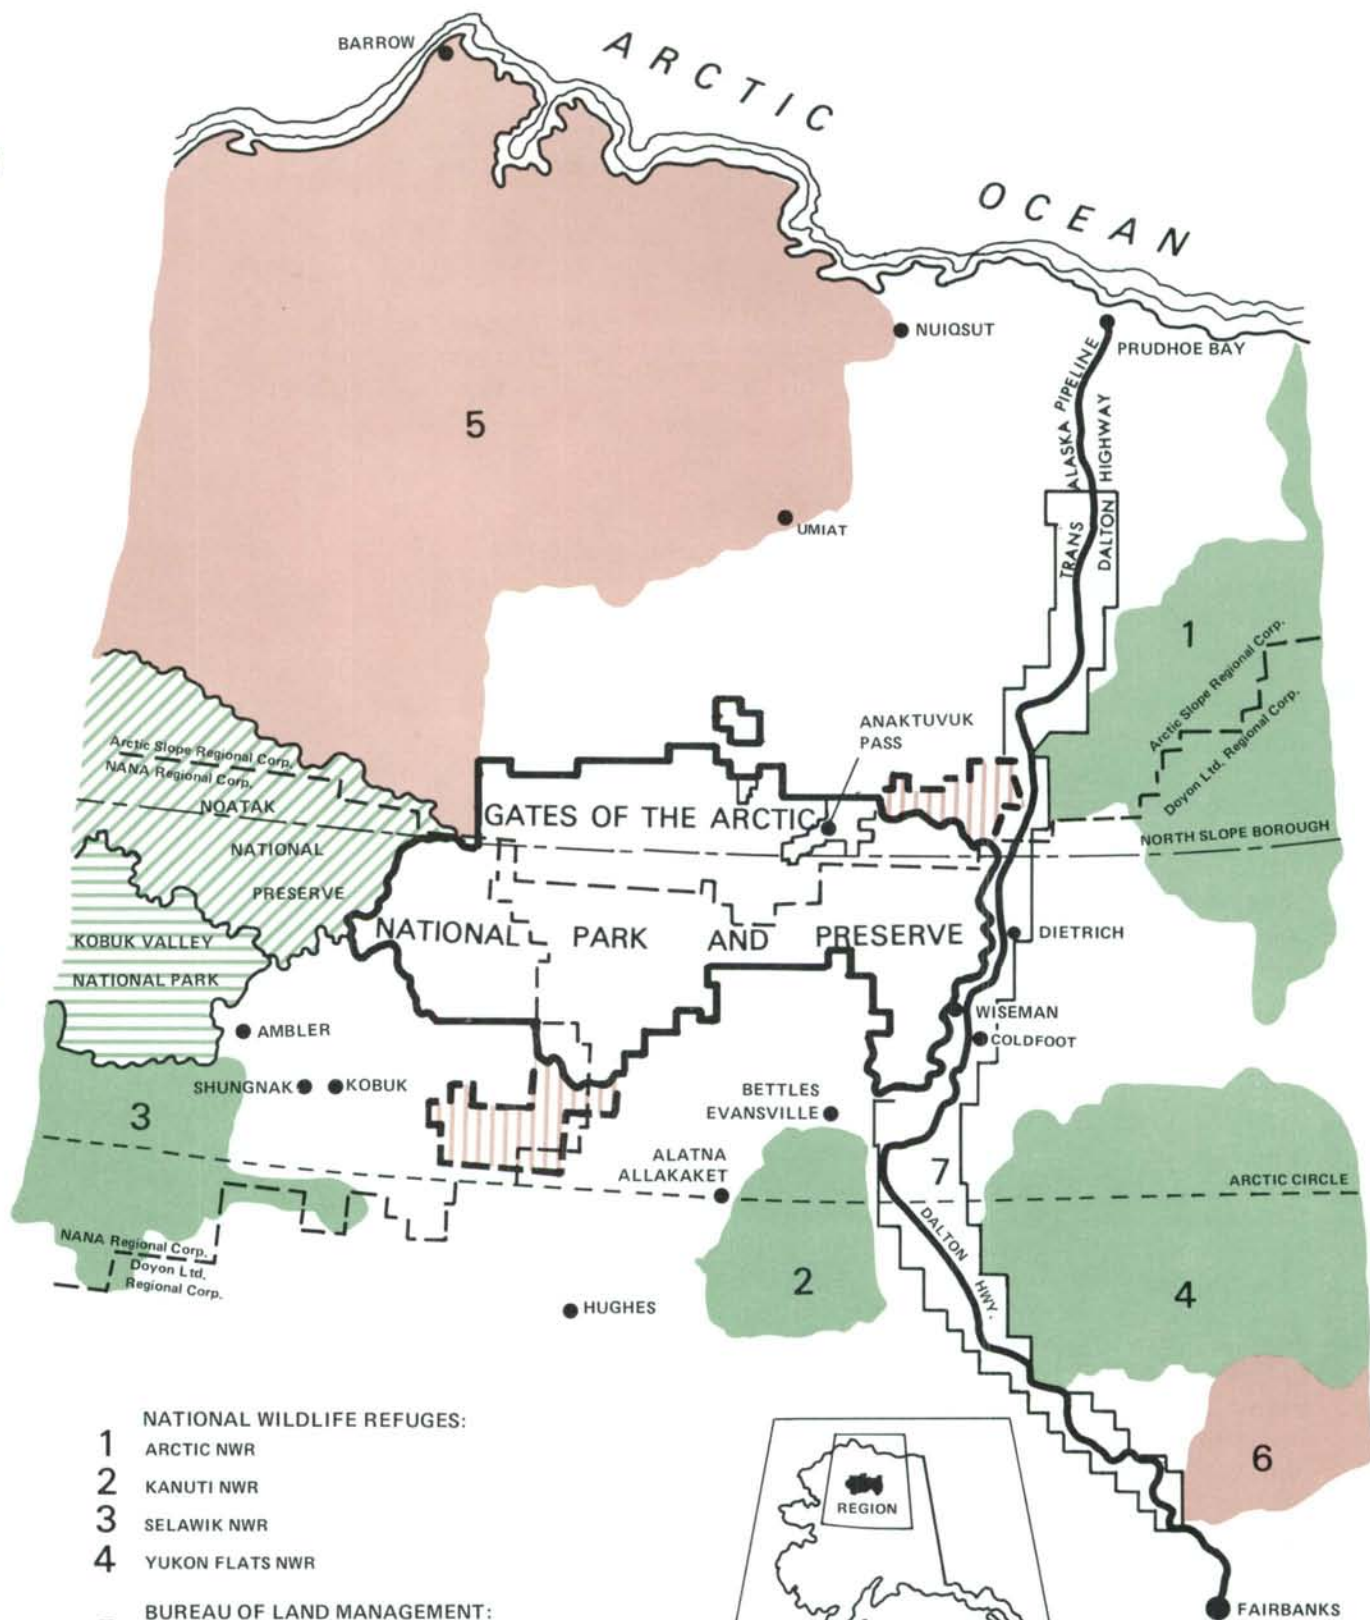 BARROW
ARCTIC
OCEAN
NUIQSUT
PRUDHOE BAY
TRANS ALASKA PIPELINE
DALTON HIGHWAY
5
UMIAT
1
Arctic Slope Regional Corp.
Doyon Ltd. Regional Corp.
ANAKTUVUK
PASS
Arctic Slope Regional Corp.
NANA Regional Corp.
NOATAK
NATIONAL
PRESERVE
GATES OF THE ARCTIC
NORTH SLOPE BOROUGH
NATIONAL PARK AND PRESERVE
DIETRICH
KOBUK VALLEY
NATIONAL PARK
WISEMAN
COLDFOOT
AMBLER
SHUNGNAK
KOBUK
BETTLES
EVANSVILLE
3
ALATNA
ALLAKAKET
7
ARCTIC CIRCLE
DALTON HWY.
NANA Regional Corp.
Doyon Ltd.
Regional Corp.
2
4
HUGHES
NATIONAL WILDLIFE REFUGES:
1 ARCTIC NWR
2 KANUTI NWR
3 SELAWIK NWR
4 YUKON FLATS NWR
BUREAU OF LAND MANAGEMENT:
REGION
6
FAIRBANKS